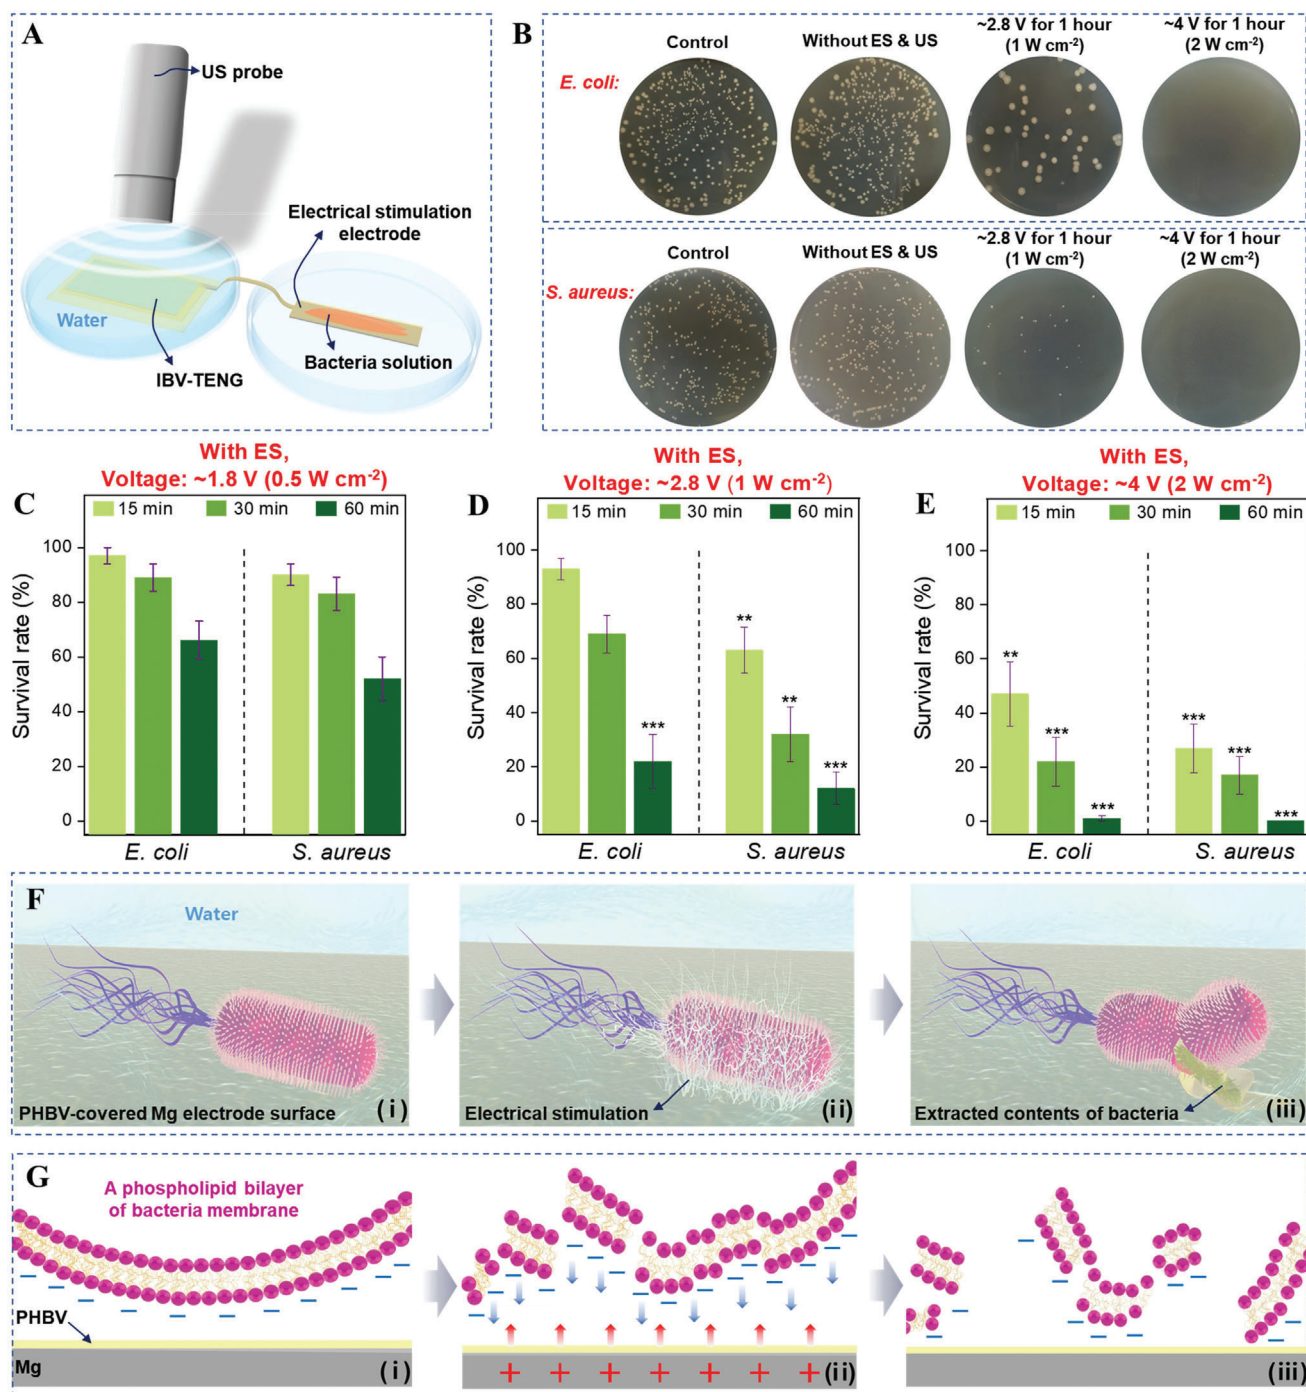 A
US probe
Electrical stimulation
electrode
Water
Bacteria solution
IBV-TENG
B
Control
Without ES & US
~2.8 V for 1 hour
(1 W cm⁻²)
~4 V for 1 hour
(2 W cm⁻²)
E. coli:
Control
Without ES & US
~2.8 V for 1 hour
(1 W cm⁻²)
~4 V for 1 hour
(2 W cm⁻²)
S. aureus:
With ES,
Voltage: ~1.8 V (0.5 W cm⁻²)
C
15 min
30 min
60 min
Survival rate (%)
100
80
60
40
20
0
E. coli
S. aureus
With ES,
Voltage: ~2.8 V (1 W cm⁻²)
D
15 min
30 min
60 min
Survival rate (%)
100
80
60
40
20
0
***
**
**
***
E. coli
S. aureus
With ES,
Voltage: ~4 V (2 W cm⁻²)
E
15 min
30 min
60 min
Survival rate (%)
100
80
60
40
20
0
**
***
***
***
***
***
E. coli
S. aureus
F
Water
PHBV-covered Mg electrode surface
(i)
Electrical stimulation
(ii)
Extracted contents of bacteria
(iii)
G
A phospholipid bilayer
of bacteria membrane
PHBV
Mg
(i)
+ + + + + + +
(ii)
(iii)